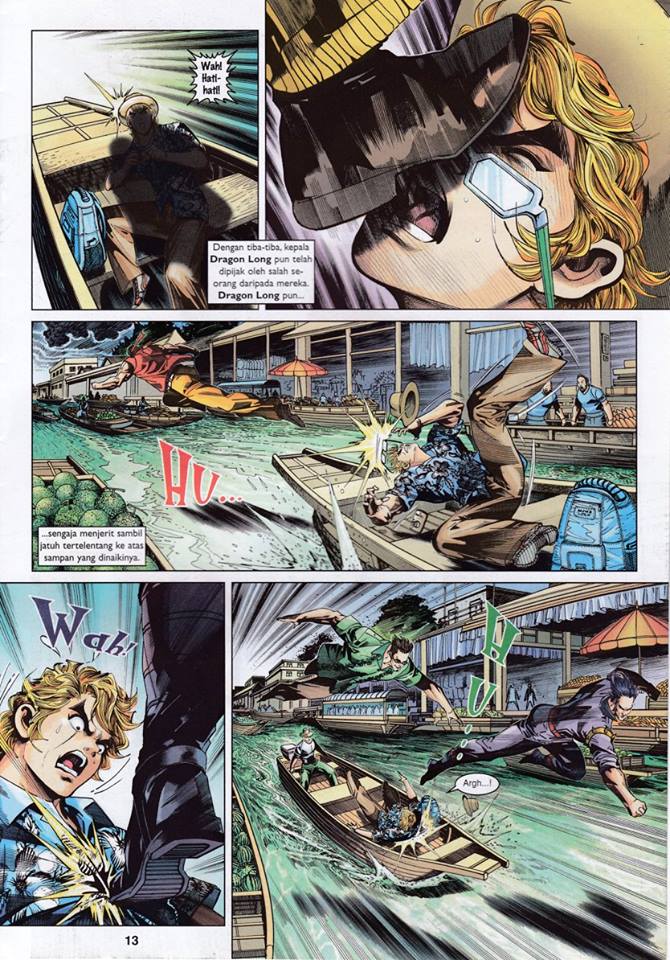 Wah!
Hati-
hati!
Dengan tiba-tiba, kepala
Dragon Long pun telah
dipijak oleh salah se-
orang daripada mereka.
Dragon Long pun...
HU...
...sengaja menjerit sambil
jatuh tertelentang ke atas
sampan yang dinaikinya.
Wah!
HU...
Argh...!
13